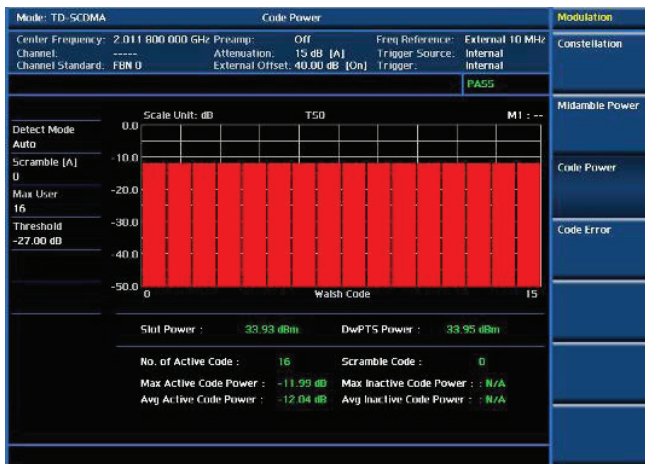 Mode: TD-SCDMA Code Power Modulation
Center Frequency: 2.011 800 000 GHz Preamp: Off Freq Reference: External 10 MHz
Channel: ----- Attenuation: 15 dB [A] Trigger Source: Internal
Channel Standard: FBN 0 External Offset: 40.00 dB [On] Trigger: Internal
PASS
Constellation
Midamble Power
Code Power
Code Error
Detect Mode
Auto
Scramble [A]
0
Max User
16
Threshold
-27.00 dB
Scale Unit: dB TS0 M1 : --
0.0
-10.0
-20.0
-30.0
-40.0
-50.0
0 Walsh Code 15
Slot Power : 33.93 dBm DwPTS Power : 33.95 dBm
No. of Active Code : 16 Scramble Code : 0
Max Active Code Power : -11.99 dB Max Inactive Code Power : : N/A
Avg Active Code Power : -12.04 dB Avg Inactive Code Power : : N/A